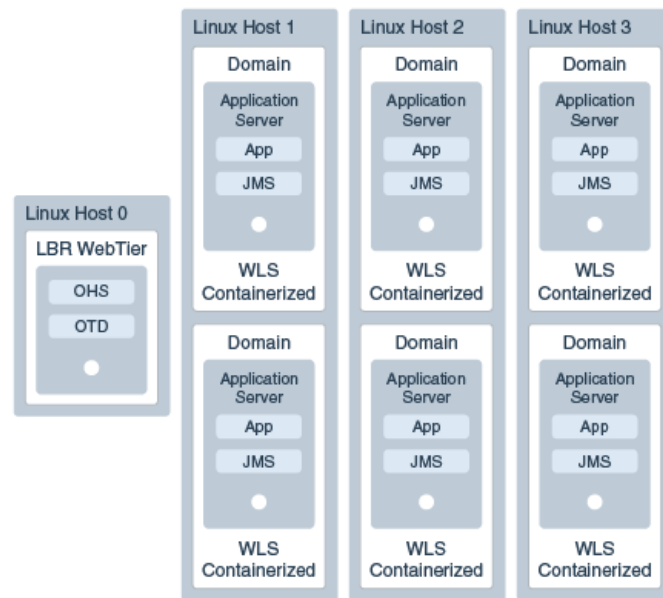 Linux Host 0
LBR WebTier
OHS
OTD
Linux Host 1
Domain
Application
Server
App
JMS
WLS
Containerized
Domain
Application
Server
App
JMS
WLS
Containerized
Linux Host 2
Domain
Application
Server
App
JMS
WLS
Containerized
Domain
Application
Server
App
JMS
WLS
Containerized
Linux Host 3
Domain
Application
Server
App
JMS
WLS
Containerized
Domain
Application
Server
App
JMS
WLS
Containerized